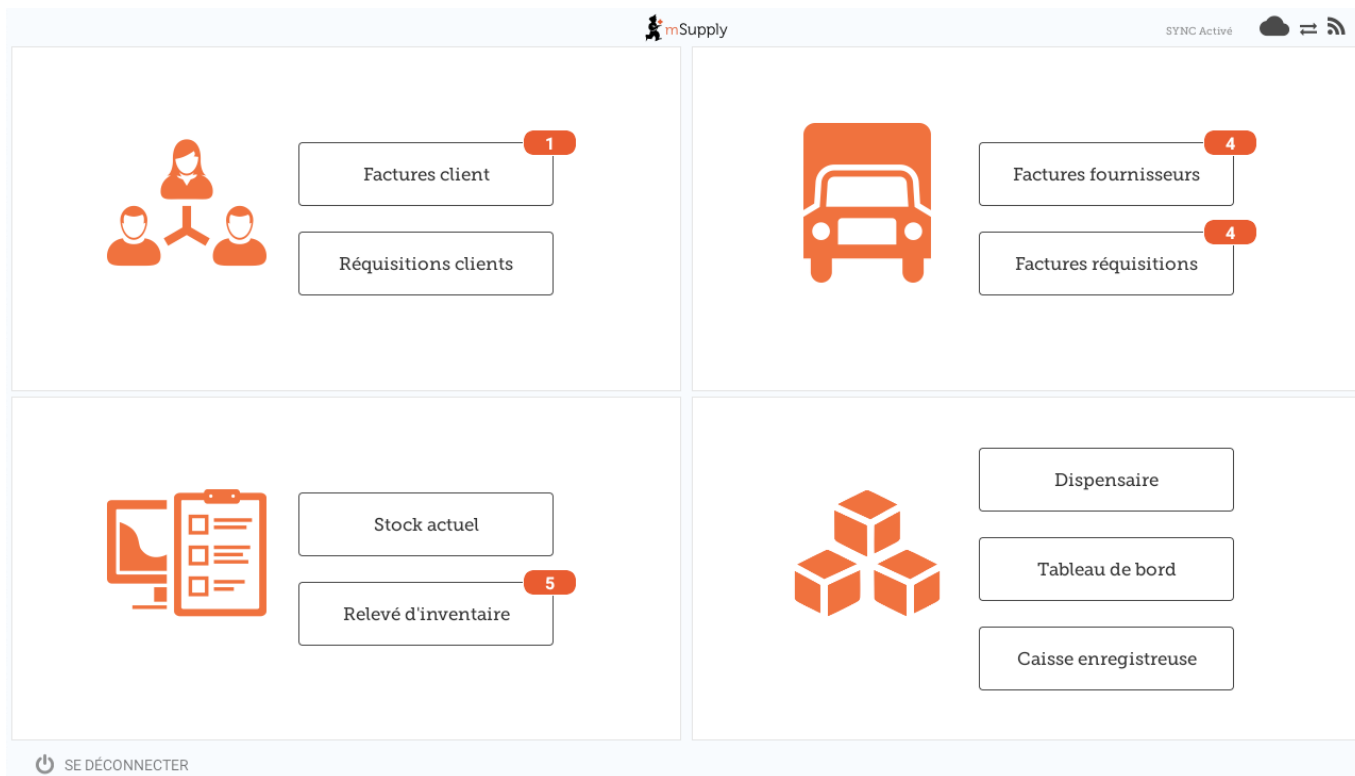 mSupply
SYNC Activé
1
Factures client
Réquisitions clients
4
Factures fournisseurs
4
Factures réquisitions
Stock actuel
5
Relevé d'inventaire
Dispensaire
Tableau de bord
Caisse enregistreuse
SE DÉCONNECTER